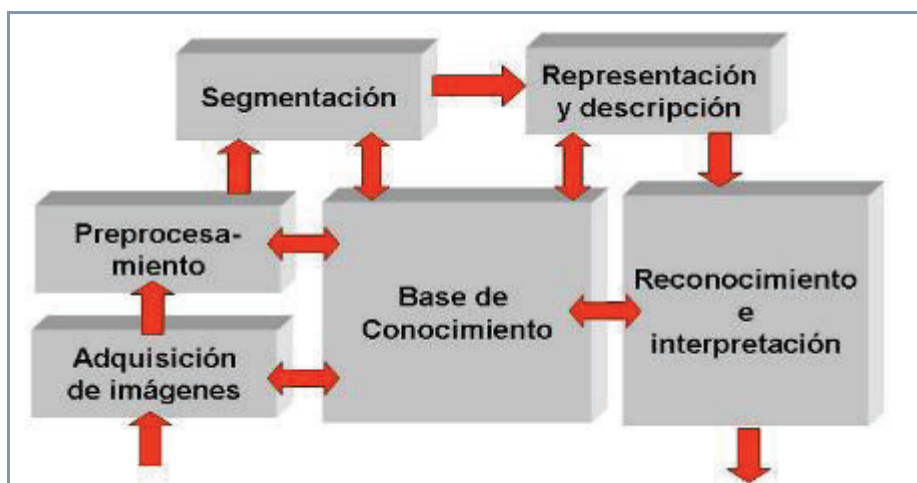 Segmentación
Representación
y descripción
Preprocesa-
miento
Base de
Conocimiento
Reconocimiento
e
interpretación
Adquisición
de imágenes